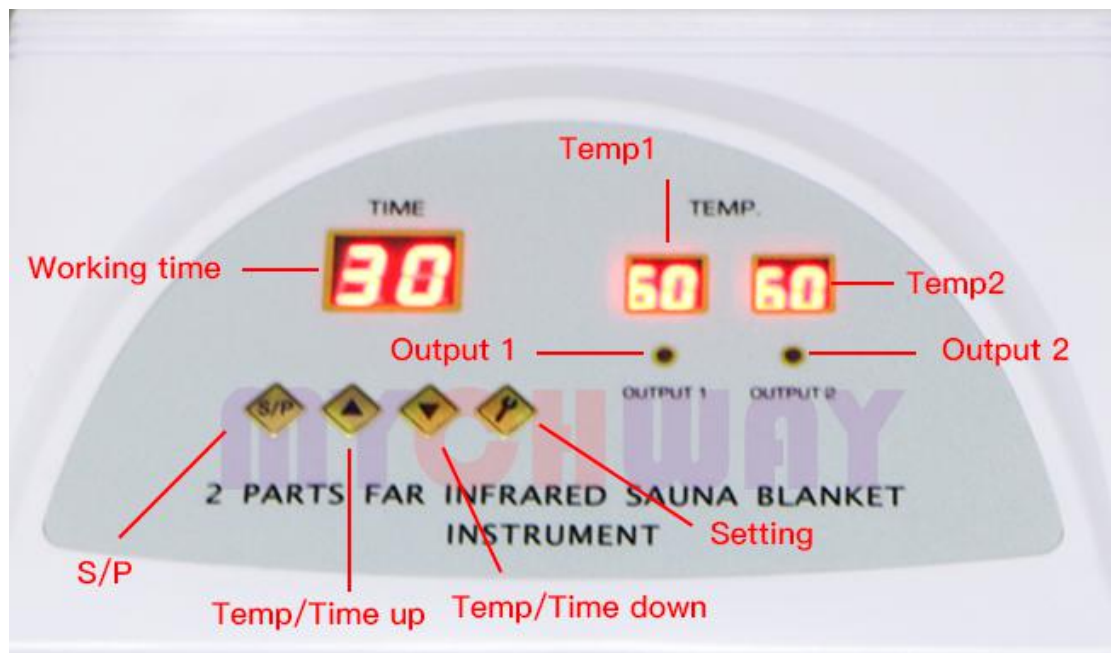 Temp1
TIME
TEMP.
Working time
30
60
60
Temp2
Output 1
Output 2
OUTPUT 1
OUTPUT 2
S/P
MYCHWAY
2 PARTS FAR INFRARED SAUNA BLANKET
INSTRUMENT
Setting
S/P
Temp/Time up
Temp/Time down